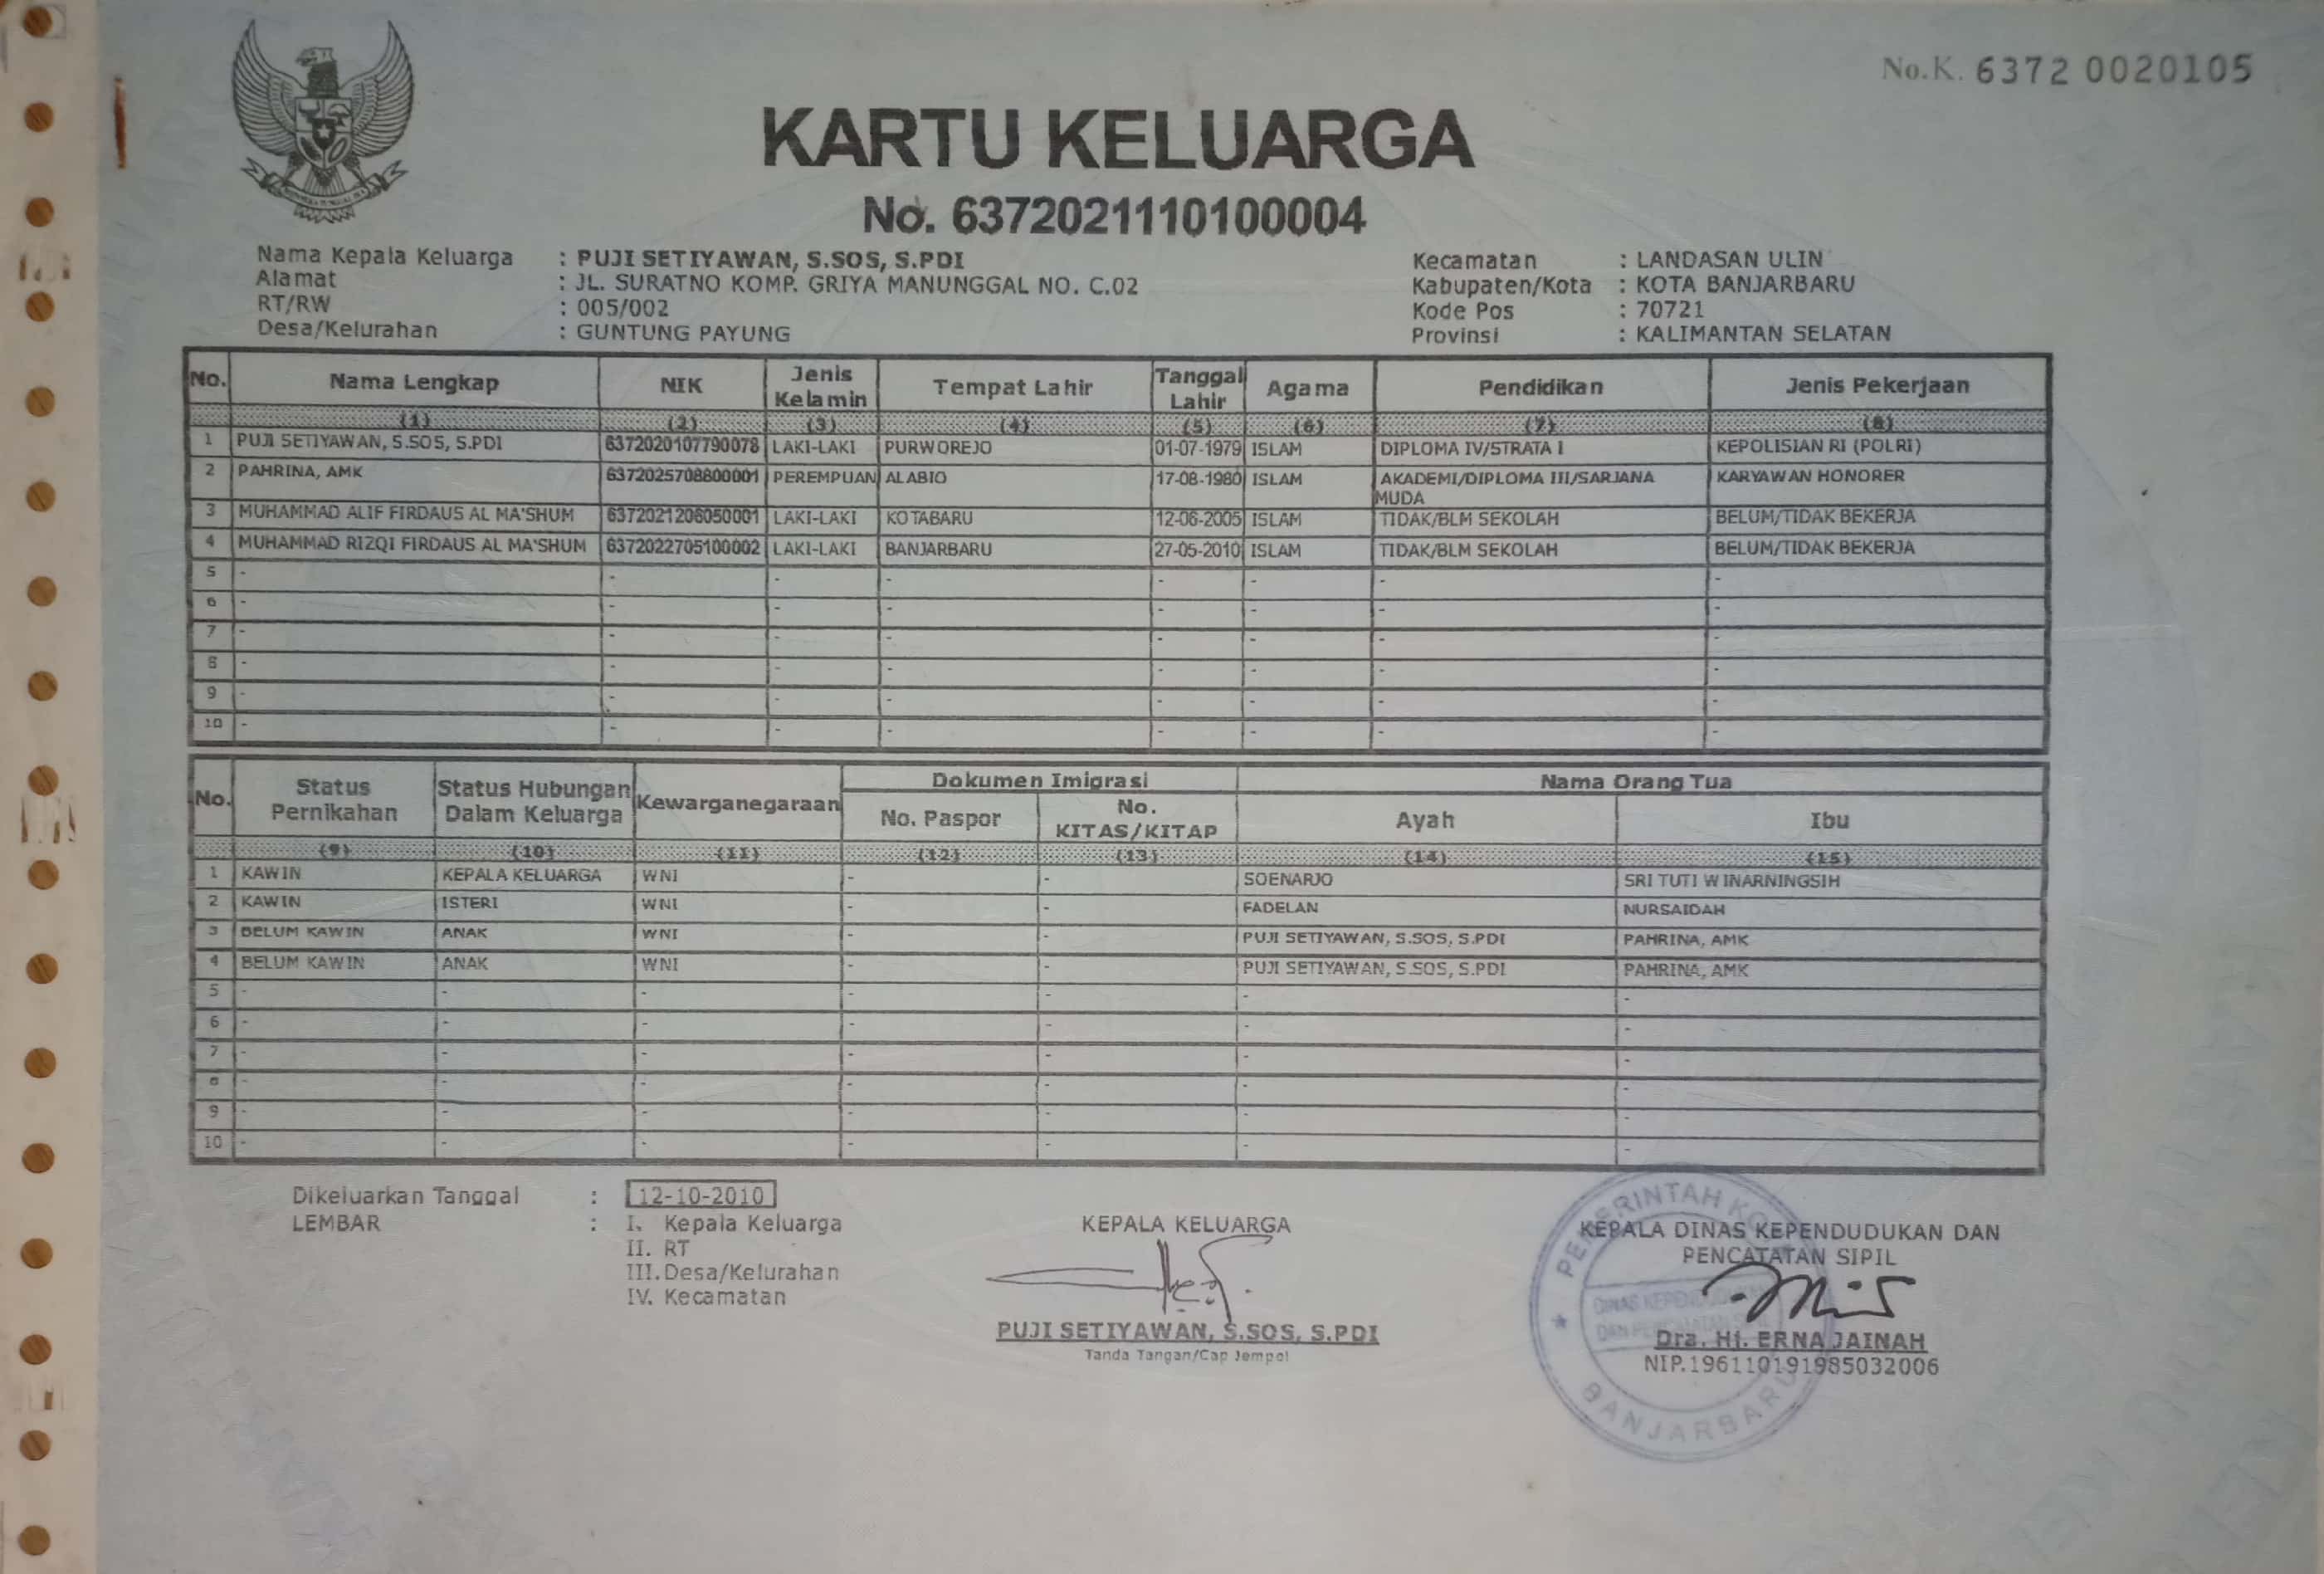 No.K. 6372 0020105
KARTU KELUARGA
No. 6372021110100004
Nama Kepala Keluarga : PUJI SETIYAWAN, S.SOS, S.PDI
Alamat : JL. SURATNO KOMP. GRIYA MANUNGGAL NO. C.02
RT/RW : 005/002
Desa/Kelurahan : GUNTUNG PAYUNG
Kecamatan : LANDASAN ULIN
Kabupaten/Kota : KOTA BANJARBARU
Kode Pos : 70721
Provinsi : KALIMANTAN SELATAN
No. Nama Lengkap NIK Jenis Kelamin Tempat Lahir Tanggal Lahir Agama Pendidikan Jenis Pekerjaan
(1) (2) (3) (4) (5) (6) (7) (8)
1 PUJI SETIYAWAN, S.SOS, S.PDI 6372020107790078 LAKI-LAKI PURWOREJO 01-07-1979 ISLAM DIPLOMA IV/STRATA I KEPOLISIAN RI (POLRI)
2 PAHRINA, AMK 6372025708800001 PEREMPUAN ALABIO 17-08-1980 ISLAM AKADEMI/DIPLOMA III/SARJANA MUDA KARYAWAN HONORER
3 MUHAMMAD ALIF FIRDAUS AL MA'SHUM 6372021206050001 LAKI-LAKI KOTABARU 12-06-2005 ISLAM TIDAK/BLM SEKOLAH BELUM/TIDAK BEKERJA
4 MUHAMMAD RIZQI FIRDAUS AL MA'SHUM 6372022705100002 LAKI-LAKI BANJARBARU 27-05-2010 ISLAM TIDAK/BLM SEKOLAH BELUM/TIDAK BEKERJA
5 - - - - - - - -
6 - - - - - - - -
7 - - - - - - - -
8 - - - - - - - -
9 - - - - - - - -
10 - - - - - - - -
No. Status Pernikahan Status Hubungan Dalam Keluarga Kewarganegaraan Dokumen Imigrasi Nama Orang Tua
No. Paspor No. KITAS/KITAP Ayah Ibu
(9) (10) (11) (12) (13) (14) (15)
1 KAWIN KEPALA KELUARGA WNI - - SOENARJO SRI TUTI WINARNINGSIH
2 KAWIN ISTERI WNI - - FADELAN NURSAIDAH
3 BELUM KAWIN ANAK WNI - - PUJI SETIYAWAN, S.SOS, S.PDI PAHRINA, AMK
4 BELUM KAWIN ANAK WNI - - PUJI SETIYAWAN, S.SOS, S.PDI PAHRINA, AMK
5 - - - - - - -
6 - - - - - - -
7 - - - - - - -
8 - - - - - - -
9 - - - - - - -
10 - - - - - - -
Dikeluarkan Tanggal : 12-10-2010
LEMBAR : I. Kepala Keluarga
II. RT
III. Desa/Kelurahan
IV. Kecamatan
KEPALA KELUARGA
PUJI SETIYAWAN, S.SOS, S.PDI
Tanda Tangan/Cap Jempol
KEPALA DINAS KEPENDUDUKAN DAN
PENCATATAN SIPIL
Dra. Hj. ERNA JAINAH
NIP.196110191985032006
PEMERINTAH KOTA
DINAS KEPENDUDUKAN
DAN PENCATATAN SIPIL
BANJARBARU